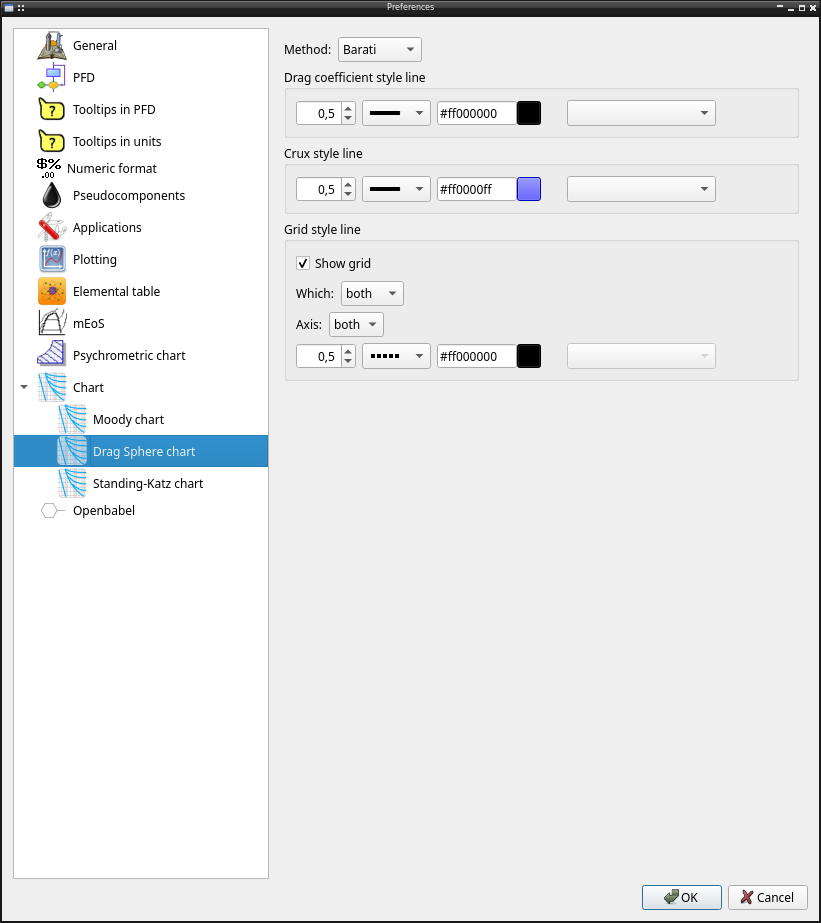 Preferences
General
PFD
? Tooltips in PFD
? Tooltips in units
$%
.00 Numeric format
Pseudocomponents
Applications
f(x) Plotting
Elemental table
mEoS
Psychrometric chart
Chart
Moody chart
Drag Sphere chart
Standing-Katz chart
Openbabel
Method: Barati
Drag coefficient style line
0,5 #ff000000
Crux style line
0,5 #ff0000ff
Grid style line
Show grid
Which: both
Axis: both
0,5 #ff000000
OK Cancel